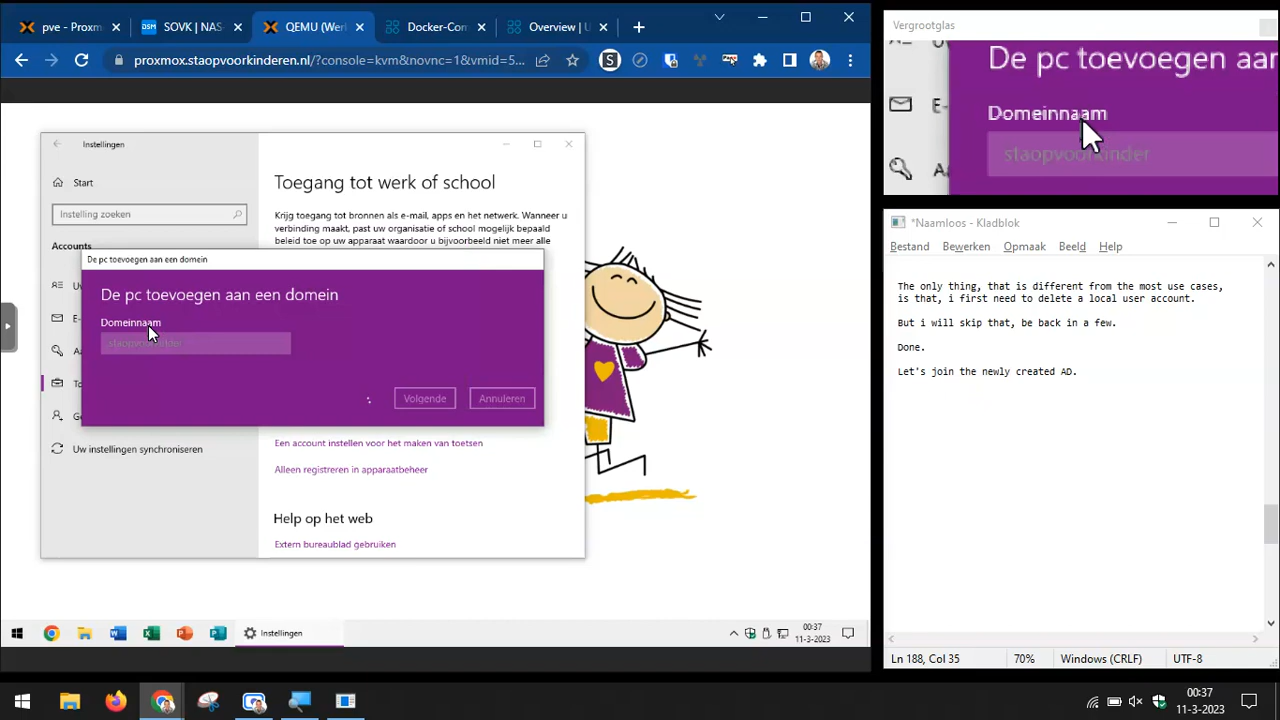 pve - Proxm
SOVK | NAS
QEMU (Werk
Docker-Com
Overview | U
proxmox.staopvoorkinderen.nl/?console=kvm&novnc=1&vmid=5...
Instellingen
Start
Instelling zoeken
Accounts
Uw instellingen synchroniseren
Toegang tot werk of school
Krijg toegang tot bronnen als e-mail, apps en het netwerk. Wanneer u
verbinding maakt, past uw organisatie of school mogelijk bepaald
beleid toe op uw apparaat waardoor u bijvoorbeeld niet meer alle
De pc toevoegen aan een domein
De pc toevoegen aan een domein
Domeinnaam
staopvoorkinder
Volgende
Annuleren
Een account instellen voor het maken van toetsen
Alleen registreren in apparaatbeheer
Help op het web
Extern bureaublad gebruiken
Instellingen
00:37
11-3-2023
Vergrootglas
De pc toevoegen aar
E-
Domeinnaam
staopvoorkinder
*Naamloos - Kladblok
Bestand Bewerken Opmaak Beeld Help
The only thing, that is different from the most use cases,
is that, i first need to delete a local user account.
But i will skip that, be back in a few.
Done.
Let's join the newly created AD.
Ln 188, Col 35
70%
Windows (CRLF)
UTF-8
00:37
11-3-2023